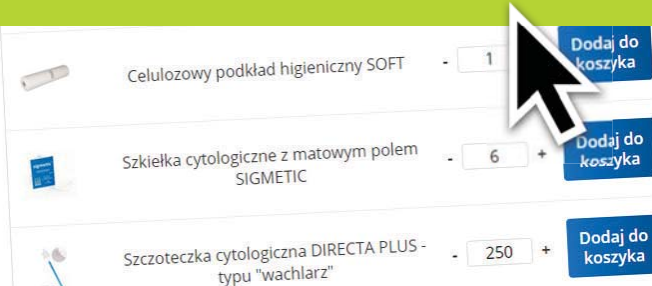 Celulozowy podkład higieniczny SOFT
- 1
Dodaj do
koszyka
Szkiełka cytologiczne z matowym polem
SIGMETIC
- 6 +
Dodaj do
koszyka
Szczoteczka cytologiczna DIRECTA PLUS -
typu "wachlarz"
- 250 +
Dodaj do
koszyka